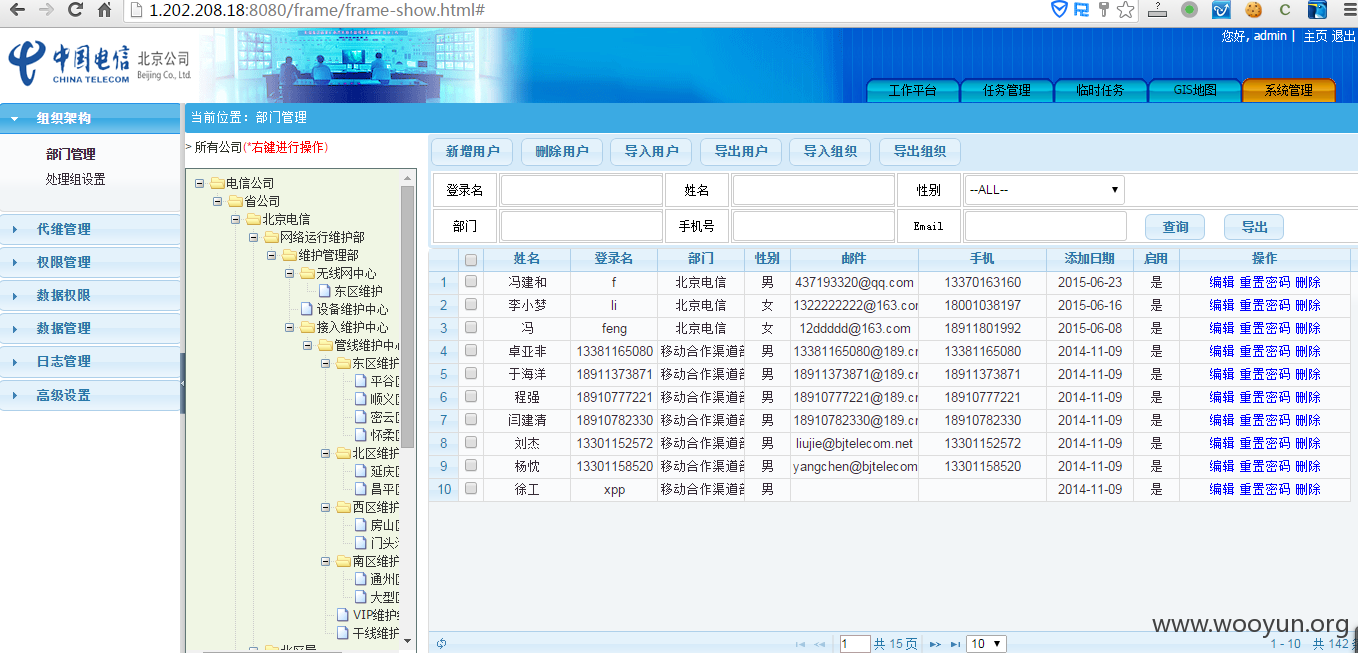 1.202.208.18:8080/frame/frame-show.html#
中国电信 北京公司
CHINA TELECOM Beijing Co., Ltd.
您好, admin | 主页 退出
工作平台 任务管理 临时任务 GIS地图 系统管理
组织架构
部门管理
处理组设置
代维管理
权限管理
数据权限
数据管理
日志管理
高级设置
当前位置：部门管理
> 所有公司(*右键进行操作)
电信公司
省公司
北京电信
网络运行维护部
维护管理部
无线网中心
东区维护
设备维护中心
接入维护中心
管线维护中心
东区维护
平谷区
顺义区
密云区
怀柔区
北区维护
延庆区
昌平区
西区维护
房山区
门头沟
南区维护
通州区
大型区
VIP维护
干线维护
北区局
新增用户 删除用户 导入用户 导出用户 导入组织 导出组织
登录名 姓名 性别 --ALL--
部门 手机号 Email 查询 导出
姓名 登录名 部门 性别 邮件 手机 添加日期 启用 操作
1 冯建和 f 北京电信 男 437193320@qq.com 13370163160 2015-06-23 是 编辑 重置密码 删除
2 李小梦 li 北京电信 女 1322222222@163.com 18001038197 2015-06-16 是 编辑 重置密码 删除
3 冯 feng 北京电信 女 12ddddd@163.com 18911801992 2015-06-08 是 编辑 重置密码 删除
4 卓亚非 13381165080 移动合作渠道部 男 13381165080@189.cn 13381165080 2014-11-09 是 编辑 重置密码 删除
5 于海洋 18911373871 移动合作渠道部 男 18911373871@189.cn 18911373871 2014-11-09 是 编辑 重置密码 删除
6 程强 18910777221 移动合作渠道部 男 18910777221@189.cn 18910777221 2014-11-09 是 编辑 重置密码 删除
7 闫建清 18910782330 移动合作渠道部 男 18910782330@189.cn 18910782330 2014-11-09 是 编辑 重置密码 删除
8 刘杰 13301152572 移动合作渠道部 男 liujie@bjtelecom.net 13301152572 2014-11-09 是 编辑 重置密码 删除
9 杨忱 13301158520 移动合作渠道部 男 yangchen@bjtelecom 13301158520 2014-11-09 是 编辑 重置密码 删除
10 徐工 xpp 移动合作渠道部 男 2014-11-09 是 编辑 重置密码 删除
1 共 15 页 10
1 - 10 共 142 条
www.wooyun.org